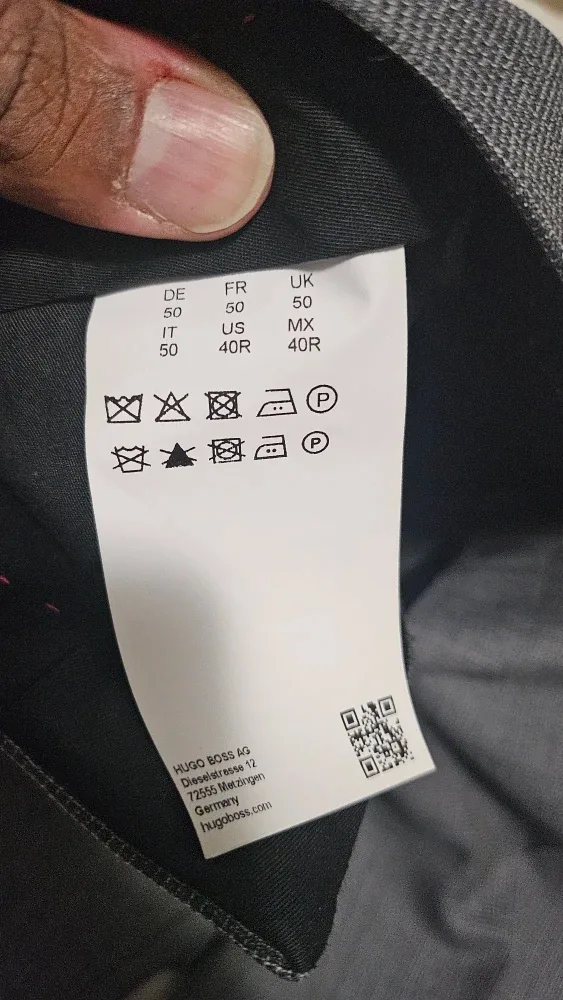 DE FR UK
50 50 50
IT US MX
50 40R 40R
P
P
HUGO BOSS AG
Dieselstrasse 12
72555 Metzingen
Germany
hugoboss.com